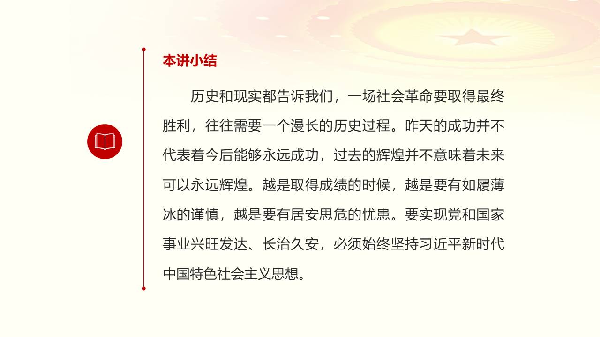 本讲小结
历史和现实都告诉我们，一场社会革命要取得最终
胜利，往往需要一个漫长的历史过程。昨天的成功并不
代表着今后能够永远成功，过去的辉煌并不意味着未来
可以永远辉煌。越是取得成绩的时候，越是要有如履薄
冰的谨慎，越是要有居安思危的忧患。要实现党和国家
事业兴旺发达、长治久安，必须始终坚持习近平新时代
中国特色社会主义思想。